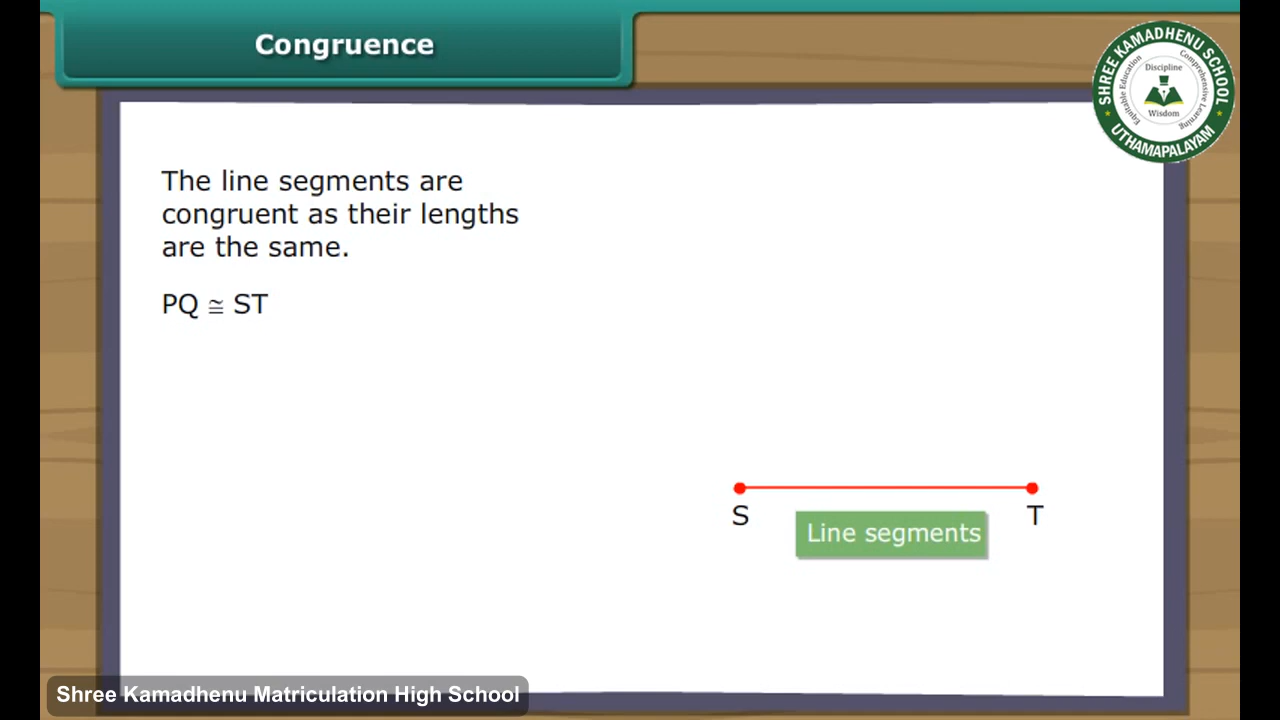 Congruence
SHREE KAMADHENU SCHOOL
Equitable Education
Discipline
Comprehensive Learning
Wisdom
UTHAMAPALAYAM
The line segments are
congruent as their lengths
are the same.
PQ ≅ ST
S
T
Line segments
Shree Kamadhenu Matriculation High School